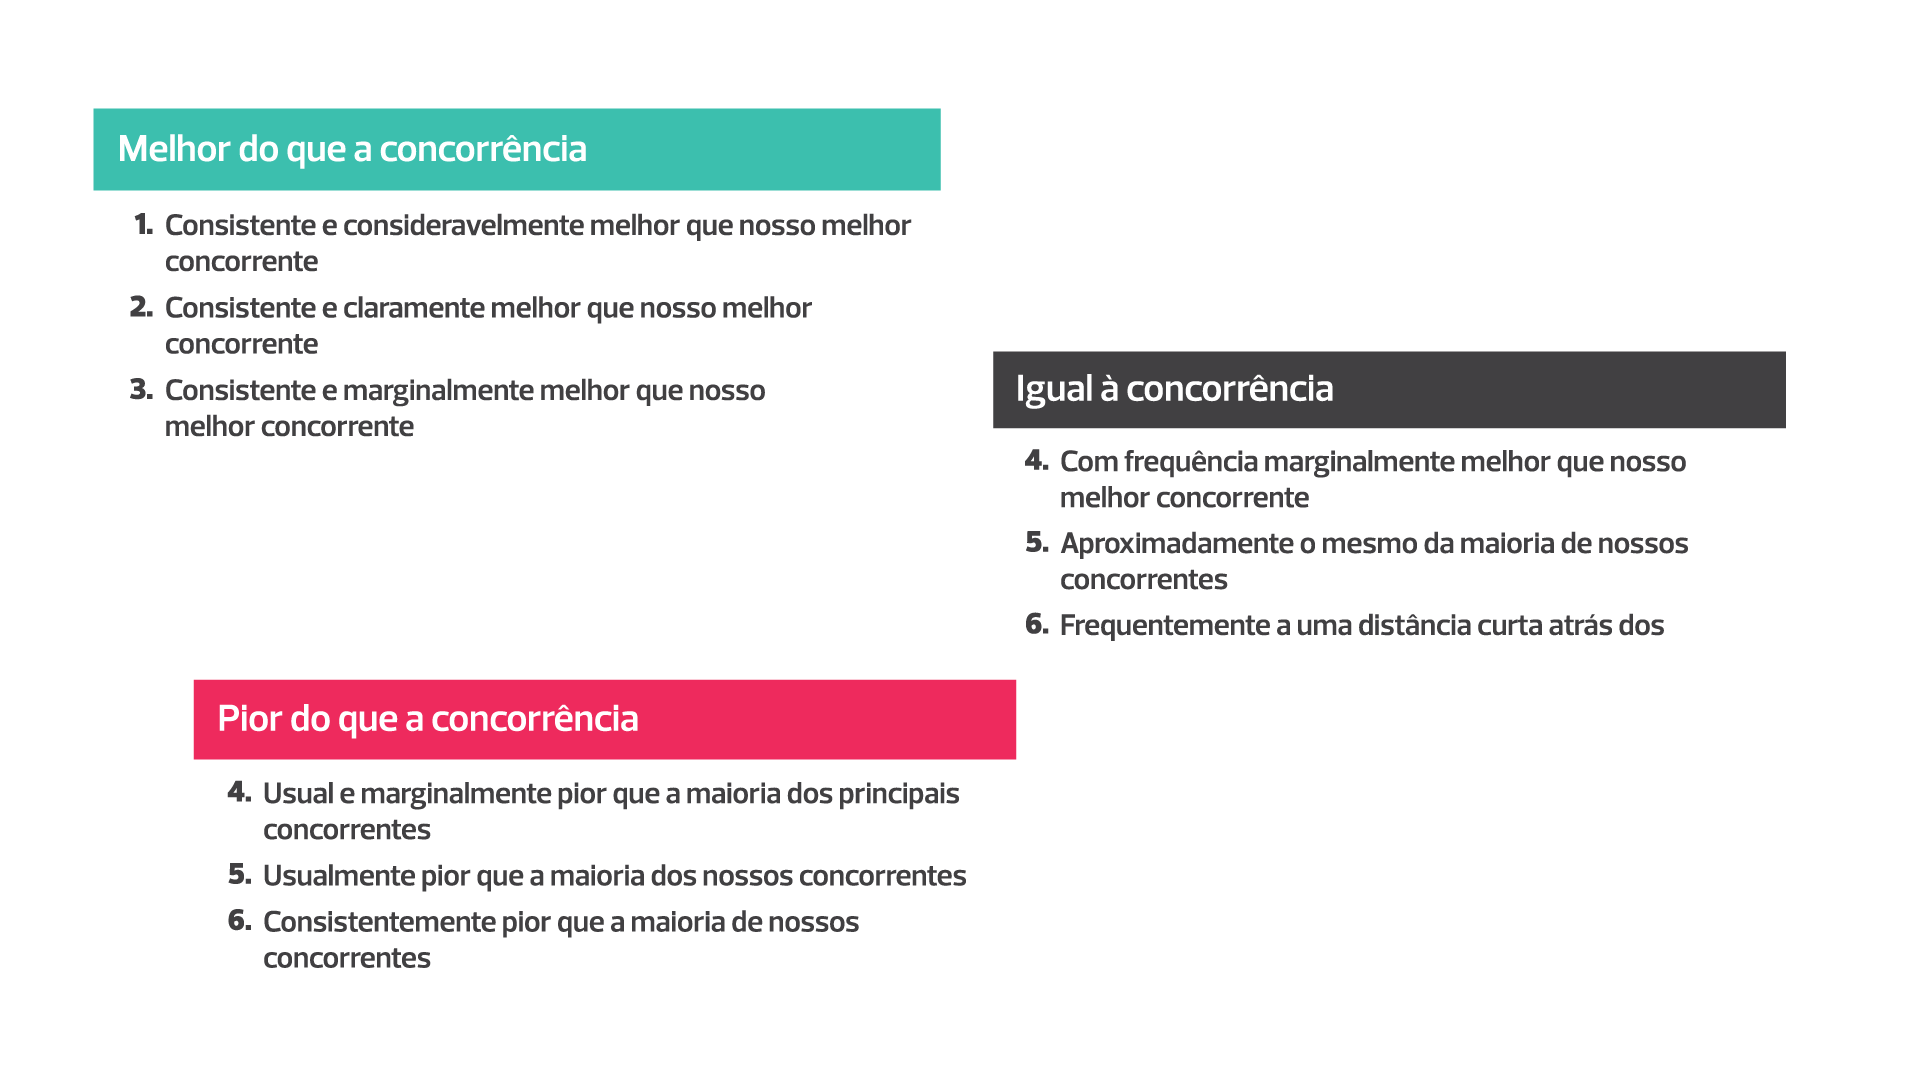 Melhor do que a concorrência
1. Consistente e consideravelmente melhor que nosso melhor
concorrente
2. Consistente e claramente melhor que nosso melhor
concorrente
3. Consistente e marginalmente melhor que nosso
melhor concorrente
Igual à concorrência
4. Com frequência marginalmente melhor que nosso
melhor concorrente
5. Aproximadamente o mesmo da maioria de nossos
concorrentes
6. Frequentemente a uma distância curta atrás dos
Pior do que a concorrência
4. Usual e marginalmente pior que a maioria dos principais
concorrentes
5. Usualmente pior que a maioria dos nossos concorrentes
6. Consistentemente pior que a maioria de nossos
concorrentes